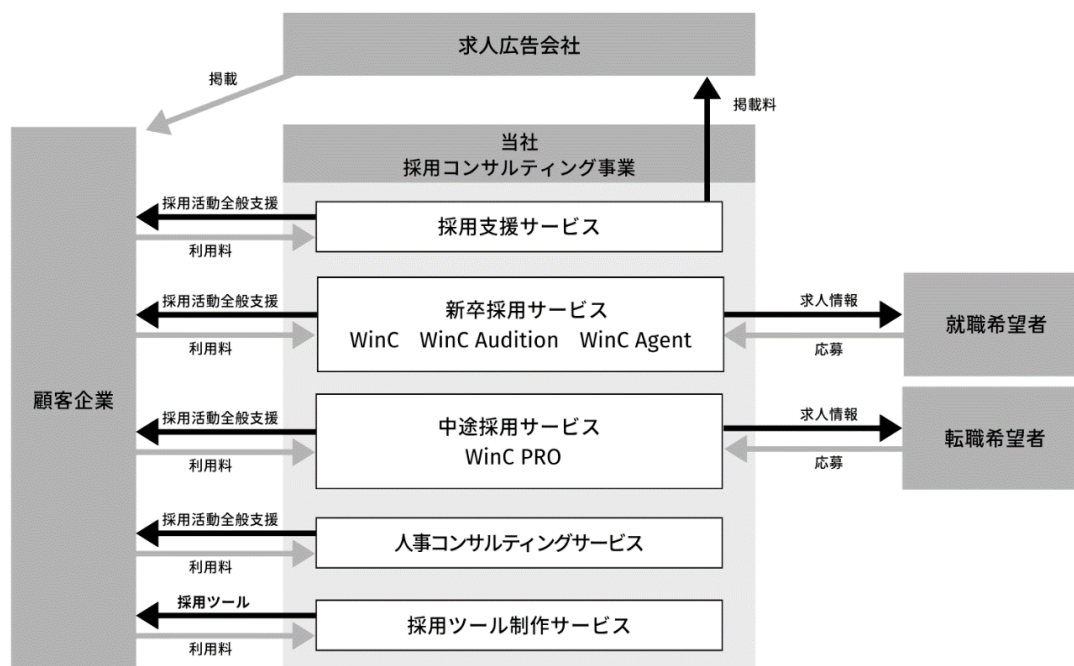 求人広告会社
掲載
掲載料
当社
採用コンサルティング事業
採用活動全般支援
採用支援サービス
利用料
採用活動全般支援
新卒採用サービス
WinC　WinC Audition　WinC Agent
利用料
求人情報
応募
就職希望者
顧客企業
採用活動全般支援
中途採用サービス
WinC PRO
利用料
求人情報
応募
転職希望者
採用活動全般支援
人事コンサルティングサービス
利用料
採用ツール
採用ツール制作サービス
利用料